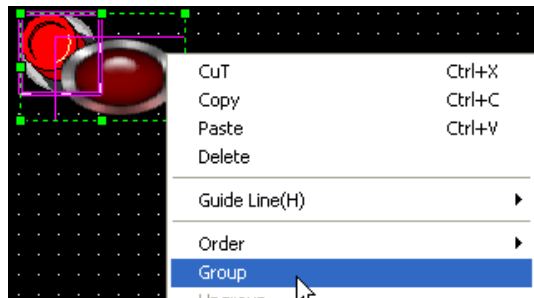 CuT Ctrl+X
Copy Ctrl+C
Paste Ctrl+V
Delete
Guide Line(H)
Order
Group